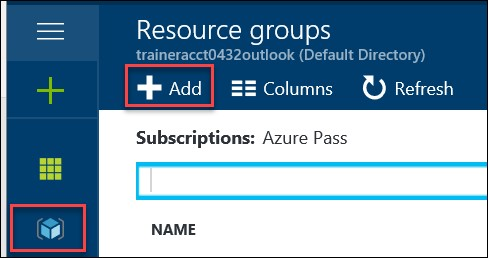 Resource groups
traineracct0432outlook (Default Directory)
Add Columns Refresh
Subscriptions: Azure Pass
NAME